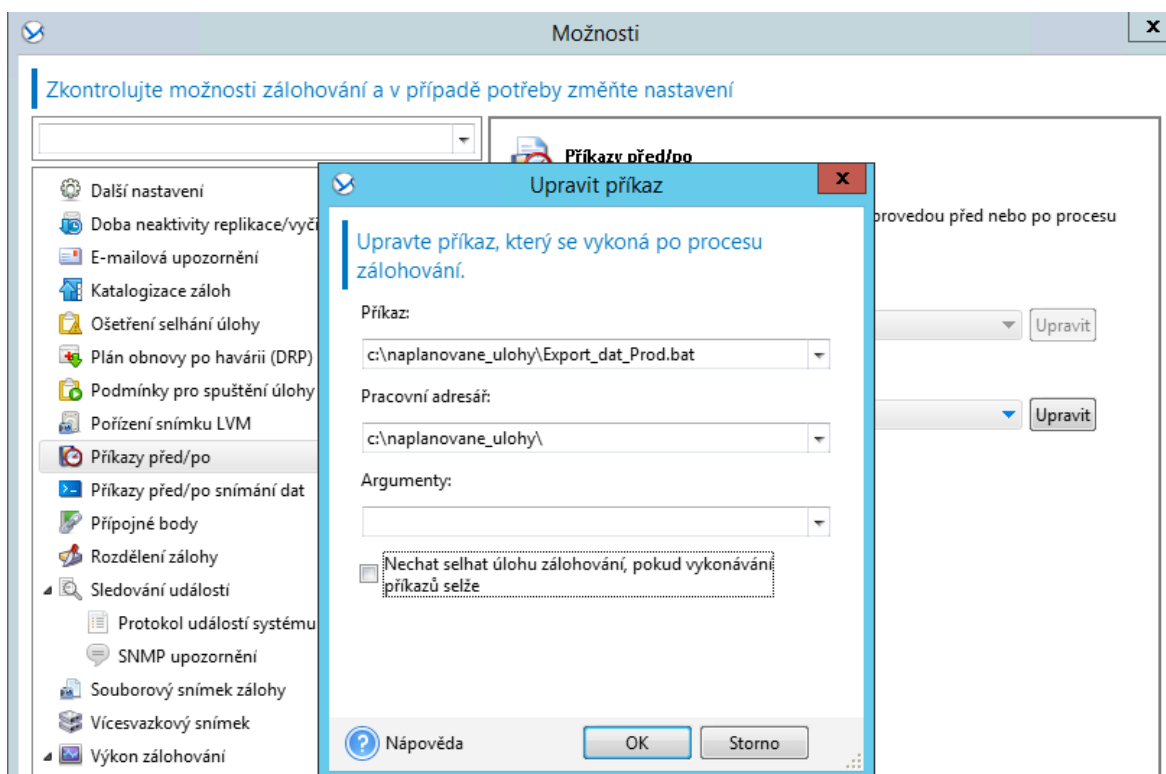 Možnosti
x
Zkontrolujte možnosti zálohování a v případě potřeby změňte nastavení
Příkazy před/po
Další nastavení
Doba neaktivity replikace/vyči
E-mailová upozornění
Katalogizace záloh
Ošetření selhání úlohy
Plán obnovy po havárii (DRP)
Podmínky pro spuštění úlohy
Pořízení snímku LVM
Příkazy před/po
Příkazy před/po snímání dat
Přípojné body
Rozdělení zálohy
Sledování událostí
Protokol událostí systému
SNMP upozornění
Souborový snímek zálohy
Vícesvazkový snímek
Výkon zálohování
provedou před nebo po procesu
Upravit
Upravit
Upravit příkaz
x
Upravte příkaz, který se vykoná po procesu
zálohování.
Příkaz:
c:\naplanovane_ulohy\Export_dat_Prod.bat
Pracovní adresář:
c:\naplanovane_ulohy\
Argumenty:
Nechat selhat úlohu zálohování, pokud vykonávání
příkazů selže
? Nápověda
OK
Storno